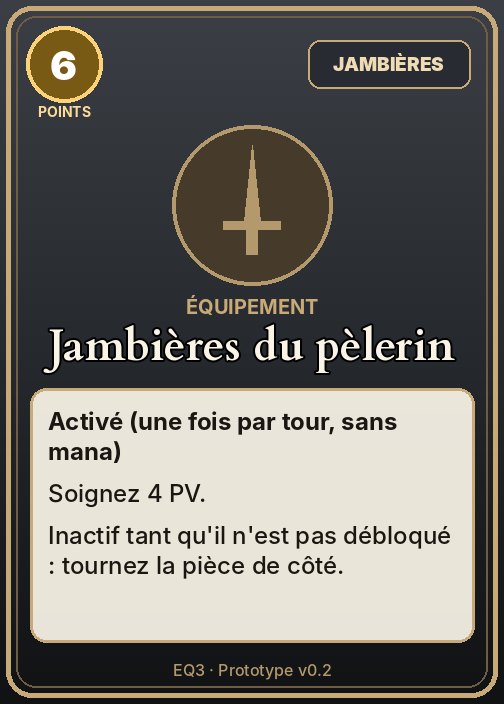 6
POINTS
JAMBIÈRES
ÉQUIPEMENT
Jambières du pèlerin
Activé (une fois par tour, sans
mana)
Soignez 4 PV.
Inactif tant qu'il n'est pas débloqué
: tournez la pièce de côté.
EQ3 · Prototype v0.2